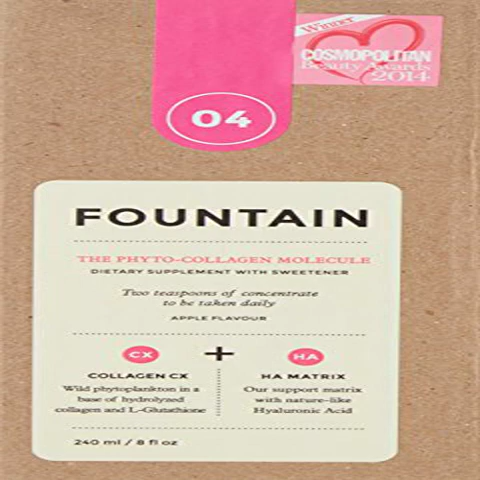 Winner
COSMOPOLITAN
Beauty Awards
2014
04
FOUNTAIN
THE PHYTO-COLLAGEN MOLECULE
DIETARY SUPPLEMENT WITH SWEETENER
Two teaspoons of concentrate
to be taken daily
APPLE FLAVOUR
CX + HA
COLLAGEN CX
Wild phytoplankton in a
base of hydrolyzed
collagen and L-Glutathione
HA MATRIX
Our support matrix
with nature-like
Hyaluronic Acid
240 ml / 8 fl oz